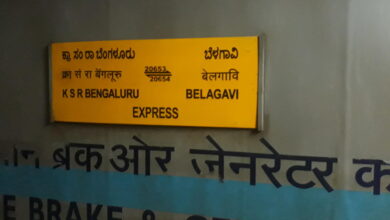 ಕ್ರಾ ಸಂ ರಾ ಬೆಂಗಳೂರು ಬೆಳಗಾವಿ
क्रा सं रा बेंगलूरु 20653 20654 बेलगावि
K S R BENGALURU BELAGAVI
EXPRESS
ब्रेक और जेनरेटर
BRAKE &